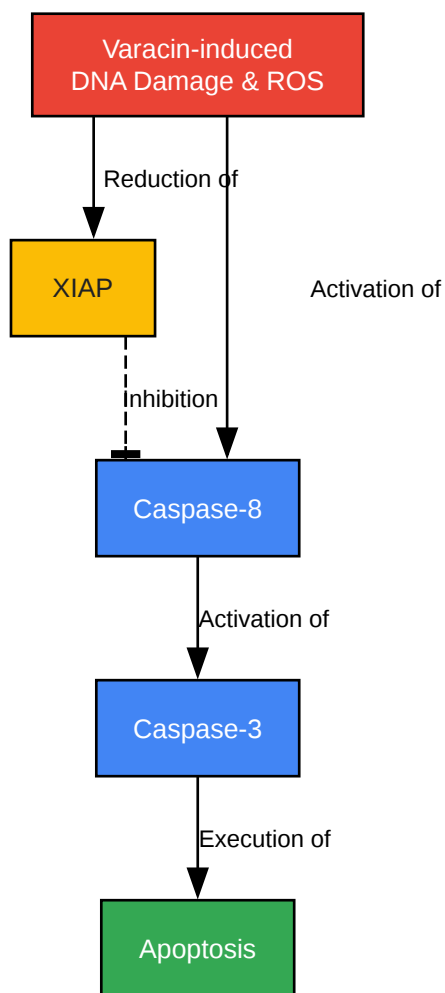 Varacin-induced
DNA Damage & ROS
Reduction of
XIAP
Activation of
Inhibition
Caspase-8
Activation of
Caspase-3
Execution of
Apoptosis